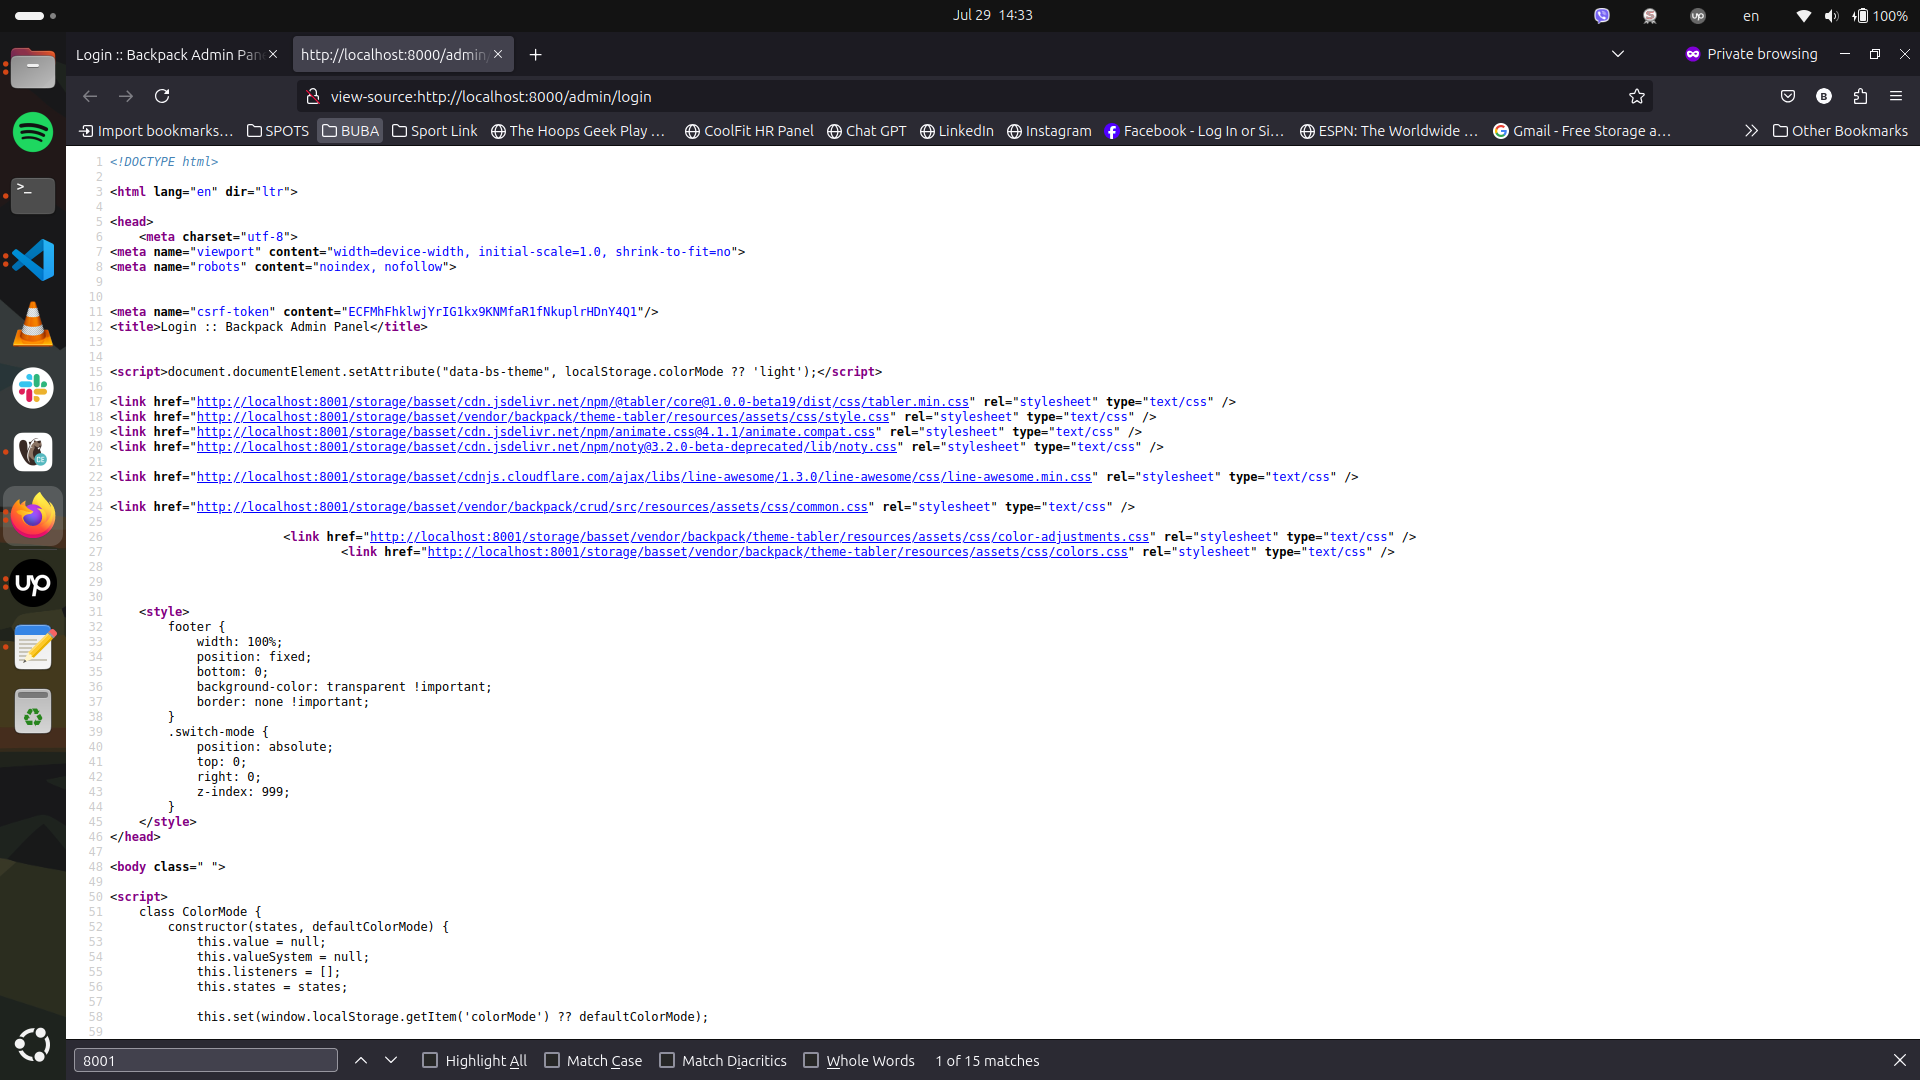 Jul 29 14:33
en
100%
Login :: Backpack Admin Pan
http://localhost:8000/admin/
Private browsing
view-source:http://localhost:8000/admin/login
Import bookmarks... SPOTS BUBA Sport Link The Hoops Geek Play ... CoolFit HR Panel Chat GPT LinkedIn Instagram Facebook - Log In or Si... ESPN: The Worldwide ... Gmail - Free Storage a... Other Bookmarks
1 <!DOCTYPE html>
2
3 <html lang="en" dir="ltr">
4
5 <head>
6 <meta charset="utf-8">
7 <meta name="viewport" content="width=device-width, initial-scale=1.0, shrink-to-fit=no">
8 <meta name="robots" content="noindex, nofollow">
9
10
11 <meta name="csrf-token" content="ECFMhFhklwjYrIG1kx9KNMfaR1fNkuplrHDnY4Q1"/>
12 <title>Login :: Backpack Admin Panel</title>
13
14
15 <script>document.documentElement.setAttribute("data-bs-theme", localStorage.colorMode ?? 'light');</script>
16
17 <link href="http://localhost:8001/storage/basset/cdn.jsdelivr.net/npm/@tabler/core@1.0.0-beta19/dist/css/tabler.min.css" rel="stylesheet" type="text/css" />
18 <link href="http://localhost:8001/storage/basset/vendor/backpack/theme-tabler/resources/assets/css/style.css" rel="stylesheet" type="text/css" />
19 <link href="http://localhost:8001/storage/basset/cdn.jsdelivr.net/npm/animate.css@4.1.1/animate.compat.css" rel="stylesheet" type="text/css" />
20 <link href="http://localhost:8001/storage/basset/cdn.jsdelivr.net/npm/noty@3.2.0-beta-deprecated/lib/noty.css" rel="stylesheet" type="text/css" />
21
22 <link href="http://localhost:8001/storage/basset/cdnjs.cloudflare.com/ajax/libs/line-awesome/1.3.0/line-awesome/css/line-awesome.min.css" rel="stylesheet" type="text/css" />
23
24 <link href="http://localhost:8001/storage/basset/vendor/backpack/crud/src/resources/assets/css/common.css" rel="stylesheet" type="text/css" />
25
26 <link href="http://localhost:8001/storage/basset/vendor/backpack/theme-tabler/resources/assets/css/color-adjustments.css" rel="stylesheet" type="text/css" />
27 <link href="http://localhost:8001/storage/basset/vendor/backpack/theme-tabler/resources/assets/css/colors.css" rel="stylesheet" type="text/css" />
28
29
30
31 <style>
32 footer {
33 width: 100%;
34 position: fixed;
35 bottom: 0;
36 background-color: transparent !important;
37 border: none !important;
38 }
39 .switch-mode {
40 position: absolute;
41 top: 0;
42 right: 0;
43 z-index: 999;
44 }
45 </style>
46 </head>
47
48 <body class=" ">
49
50 <script>
51 class ColorMode {
52 constructor(states, defaultColorMode) {
53 this.value = null;
54 this.valueSystem = null;
55 this.listeners = [];
56 this.states = states;
57
58 this.set(window.localStorage.getItem('colorMode') ?? defaultColorMode);
59
8001 Highlight All Match Case Match Diacritics Whole Words 1 of 15 matches